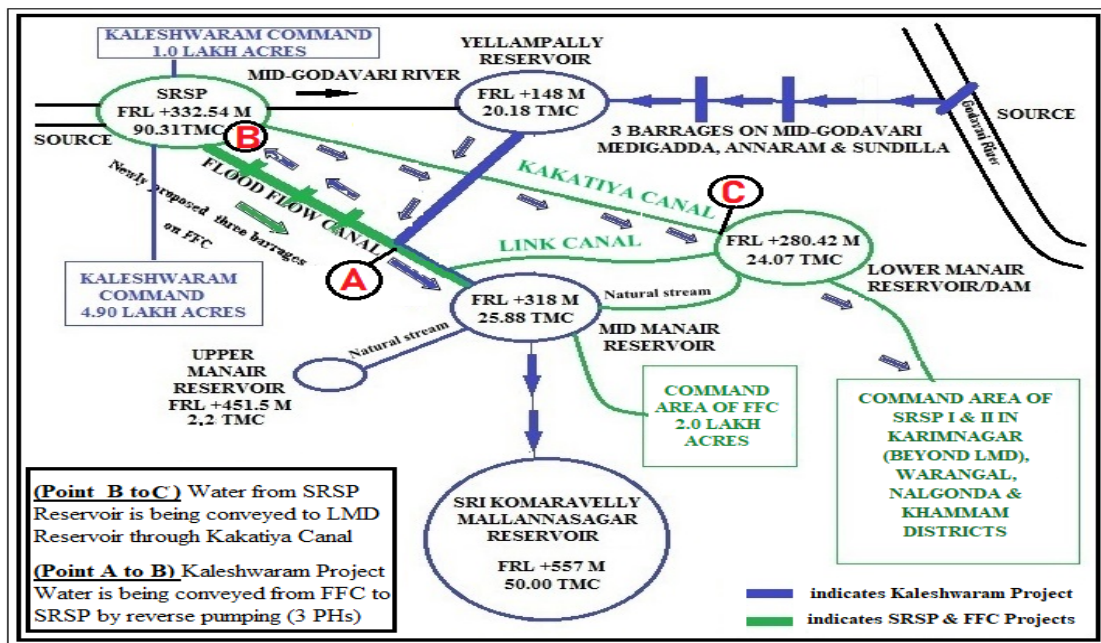 KALESHWARAM COMMAND
1.0 LAKH ACRES
YELLAMPALLY
RESERVOIR
MID-GODAVARI RIVER
SRSP
FRL +332.54 M
90.31TMC
SOURCE
B
FRL +148 M
20.18 TMC
3 BARRAGES ON MID-GODAVARI
MEDIGADDA, ANNARAM & SUNDILLA
SOURCE
Godavari River
FLOOD FLOW CANAL
Newly proposed three barrages
on FFC
KAKATIYA CANAL
C
LINK CANAL
A
FRL +280.42 M
24.07 TMC
LOWER MANAIR
RESERVOIR/DAM
KALESHWARAM
COMMAND
4.90 LAKH ACRES
FRL +318 M
25.88 TMC
Natural stream
MID MANAIR
RESERVOIR
Natural stream
UPPER
MANAIR
RESERVOIR
FRL +451.5 M
2,2 TMC
COMMAND
AREA OF FFC
2.0 LAKH
ACRES
COMMAND AREA OF
SRSP I & II IN
KARIMNAGAR
(BEYOND LMD),
WARANGAL,
NALGONDA &
KHAMMAM
DISTRICTS
SRI KOMARAVELLY
MALLANNASAGAR
RESERVOIR
FRL +557 M
50.00 TMC
(Point B toC) Water from SRSP
Reservoir is being conveyed to LMD
Reservoir through Kakatiya Canal
(Point A to B) Kaleshwaram Project
Water is being conveyed from FFC to
SRSP by reverse pumping (3 PHs)
indicates Kaleshwaram Project
indicates SRSP & FFC Projects